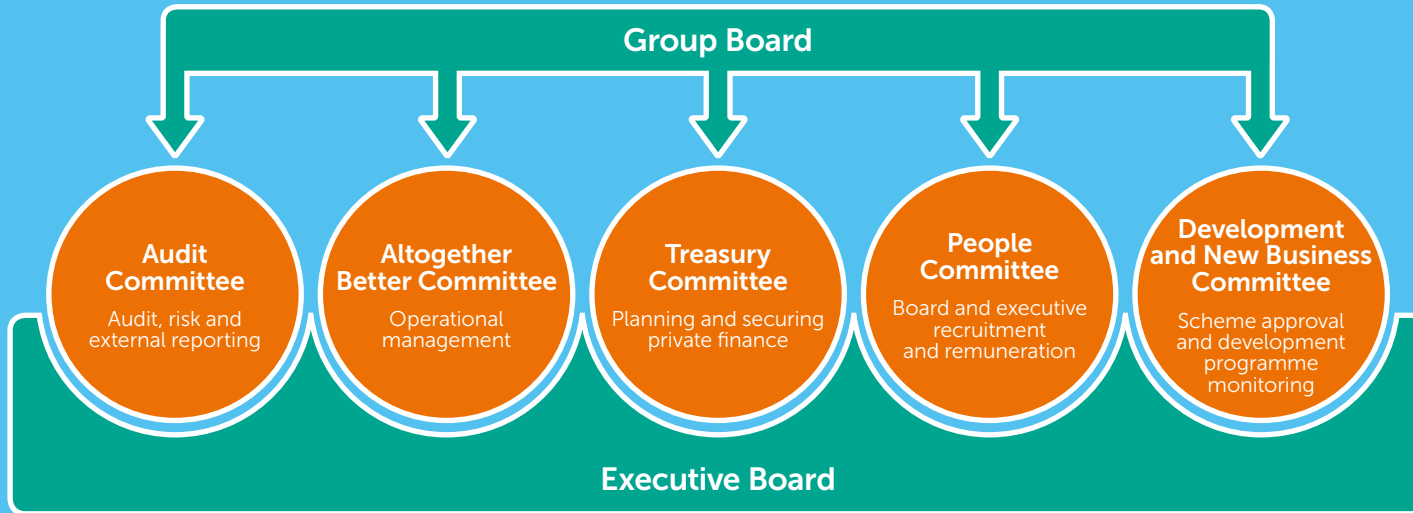 Group Board
Audit
Committee
Audit, risk and
external reporting
Altogether
Better Committee
Operational
management
Treasury
Committee
Planning and securing
private finance
People
Committee
Board and executive
recruitment
and remuneration
Development
and New Business
Committee
Scheme approval
and development
programme
monitoring
Executive Board